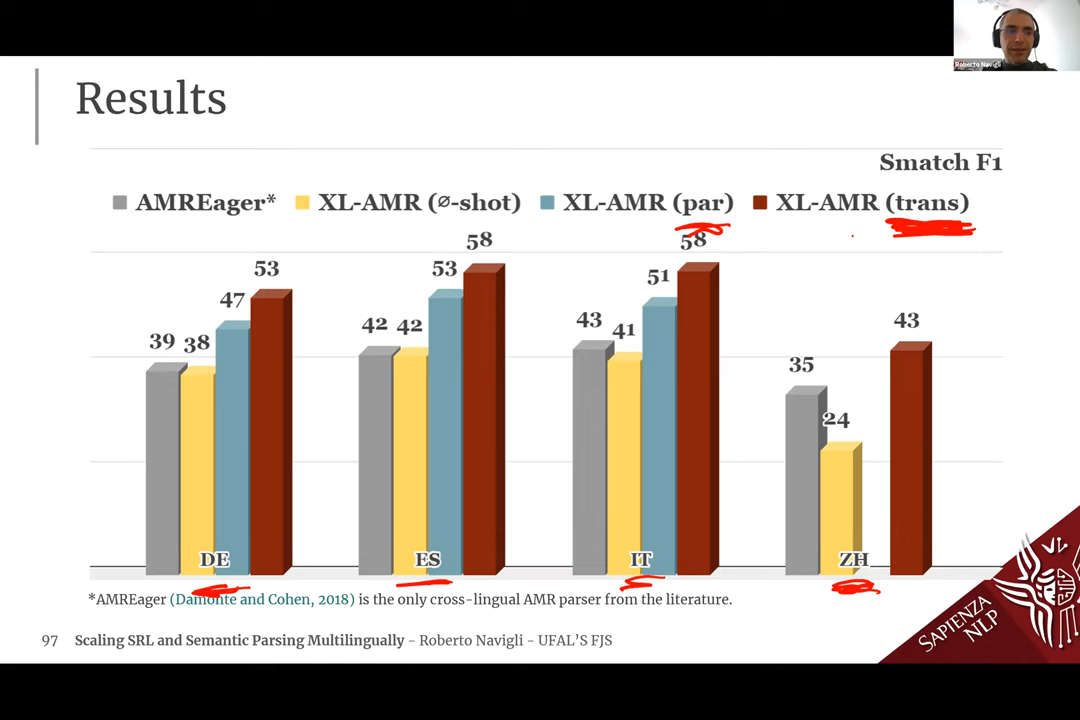 Roberto Navigli
Results
Smatch F1
AMREager* XL-AMR (∅-shot) XL-AMR (par) XL-AMR (trans)
39 38 47 53
42 42 53 58
43 41 51 58
35 24 43
DE ES IT ZH
*AMREager (Damonte and Cohen, 2018) is the only cross-lingual AMR parser from the literature.
97 Scaling SRL and Semantic Parsing Multilingually - Roberto Navigli - UFAL'S FJS
SAPIENZA
NLP